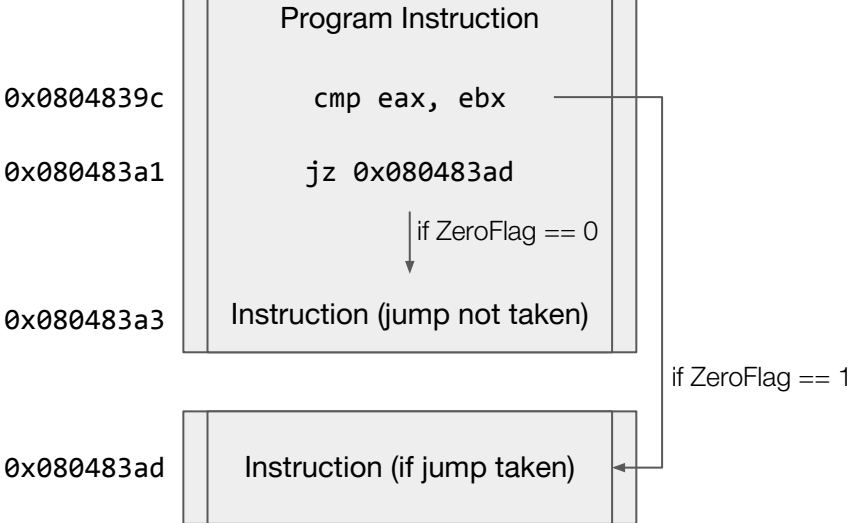 Program Instruction
0x0804839c cmp eax, ebx
0x080483a1 jz 0x080483ad
if ZeroFlag == 0
0x080483a3 Instruction (jump not taken)
if ZeroFlag == 1
0x080483ad Instruction (if jump taken)